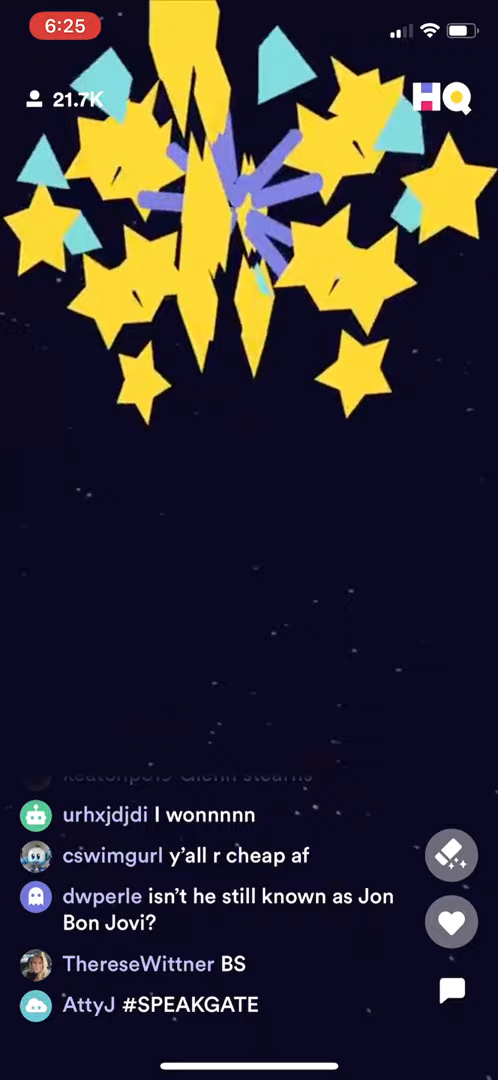 6:25
21.7K
HQ
urhxjdjdi I wonnnnn
cswimgurl y'all r cheap af
dwperle isn't he still known as Jon
Bon Jovi?
ThereseWittner BS
AttyJ #SPEAKGATE